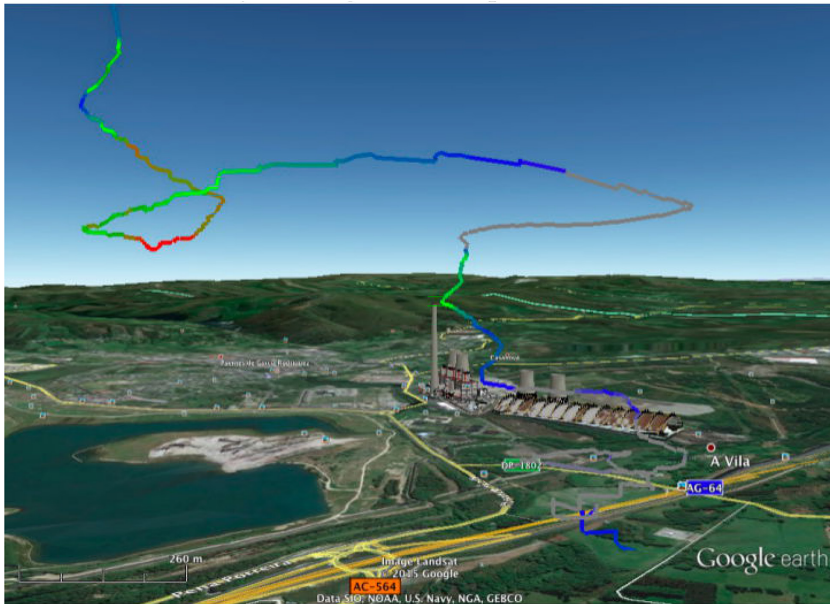 A Vila
DP-1802
AG-64
260 m
Image Landsat
© 2015 Google
Google earth
AC-564
Data SIO, NOAA, U.S. Navy, NGA, GEBCO